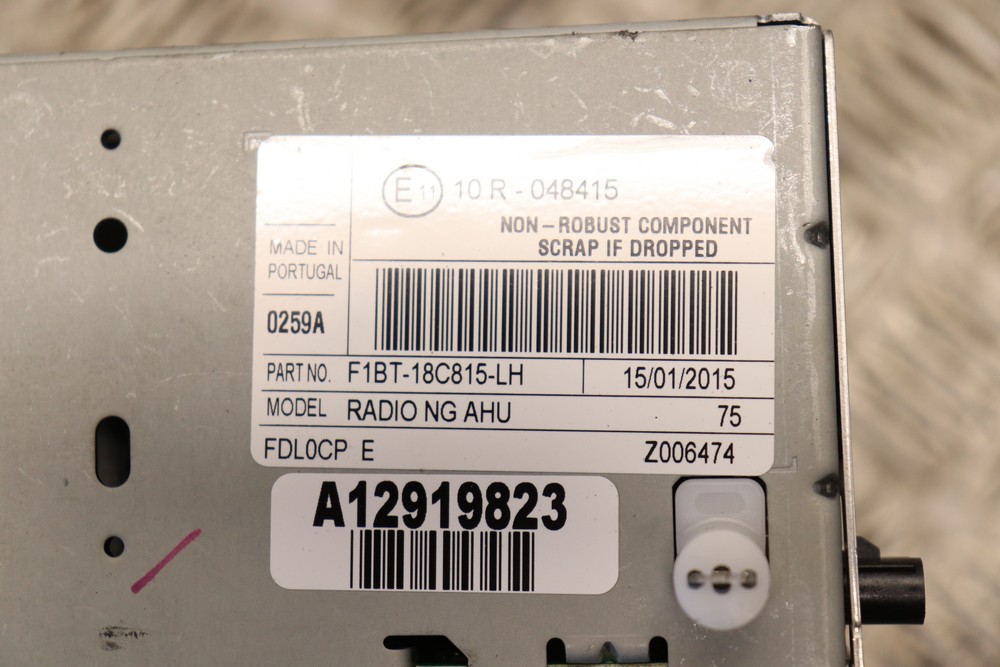 E11 10 R - 048415
NON-ROBUST COMPONENT
SCRAP IF DROPPED
MADE IN
PORTUGAL
0259A
PART NO. F1BT-18C815-LH 15/01/2015
MODEL RADIO NG AHU 75
FDL0CP E Z006474
A12919823